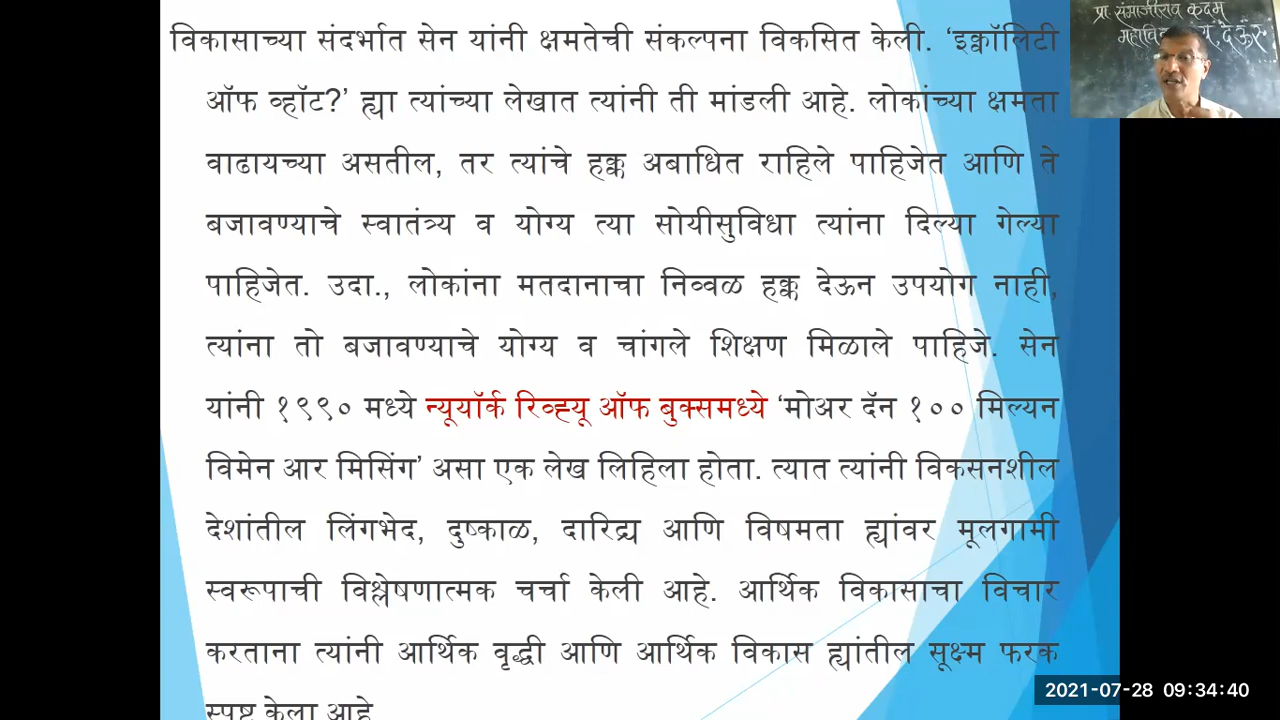 विकासाच्या संदर्भात सेन यांनी क्षमतेची संकल्पना विकसित केली. ‘इक्वॉलिटी
ऑफ व्हॉट?’ ह्या त्यांच्या लेखात त्यांनी ती मांडली आहे. लोकांच्या क्षमता
वाढायच्या असतील, तर त्यांचे हक्क अबाधित राहिले पाहिजेत आणि ते
बजावण्याचे स्वातंत्र्य व योग्य त्या सोयीसुविधा त्यांना दिल्या गेल्या
पाहिजेत. उदा., लोकांना मतदानाचा निव्वळ हक्क देऊन उपयोग नाही,
त्यांना तो बजावण्याचे योग्य व चांगले शिक्षण मिळाले पाहिजे. सेन
यांनी १९९० मध्ये न्यूयॉर्क रिव्ह्यू ऑफ बुक्समध्ये ‘मोअर दॅन १०० मिल्यन
विमेन आर मिसिंग’ असा एक लेख लिहिला होता. त्यात त्यांनी विकसनशील
देशांतील लिंगभेद, दुष्काळ, दारिद्य्र आणि विषमता ह्यांवर मूलगामी
स्वरूपाची विश्लेषणात्मक चर्चा केली आहे. आर्थिक विकासाचा विचार
करताना त्यांनी आर्थिक वृद्धी आणि आर्थिक विकास ह्यांतील सूक्ष्म फरक
स्पष्ट केला आहे
प्रा संभाजीराव कदम
देऊर
2021-07-28 09:34:40